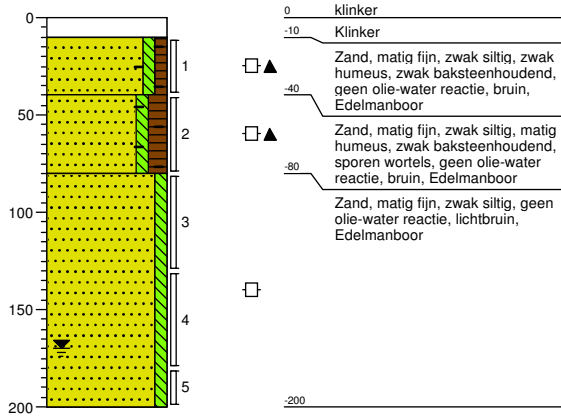 0
50
100
150
200
1
2
3
4
5
0 klinker
-10 Klinker
Zand, matig fijn, zwak siltig, zwak
humeus, zwak baksteenhoudend,
geen olie-water reactie, bruin,
Edelmanboor
-40
Zand, matig fijn, zwak siltig, matig
humeus, zwak baksteenhoudend,
sporen wortels, geen olie-water
reactie, bruin, Edelmanboor
-80
Zand, matig fijn, zwak siltig, geen
olie-water reactie, lichtbruin,
Edelmanboor
-200